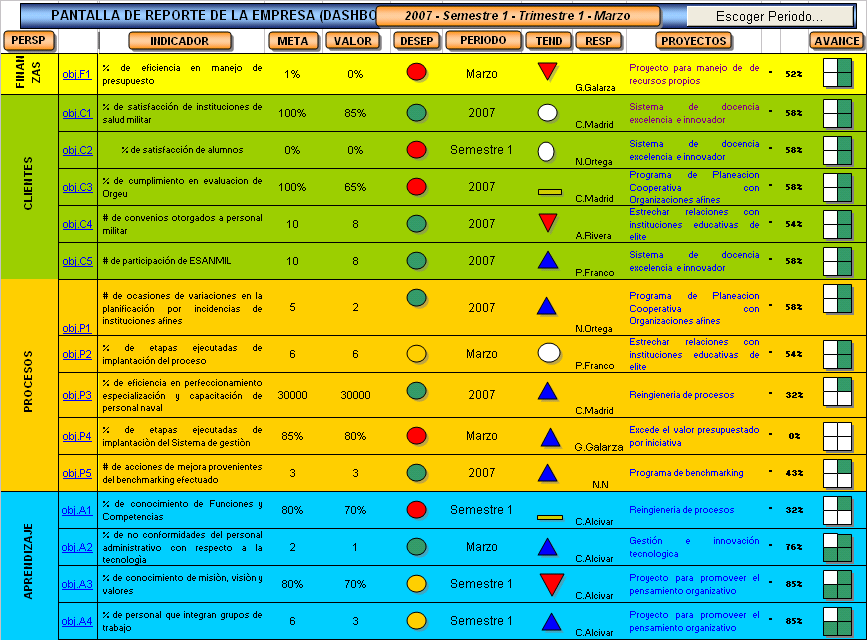 PANTALLA DE REPORTE DE LA EMPRESA (DASHBO
2007 - Semestre 1 - Trimestre 1 - Marzo
Escoger Periodo...
PERSP INDICADOR META VALOR DESEP PERIODO TEND RESP PROYECTOS AVANCE
FINAN
ZAS
obj.F1 % de eficiencia en manejo de presupuesto 1% 0% Marzo G.Galarza Proyecto para manejo de de recursos propios - 52%
CLIENTES
obj.C1 % de satisfacción de instituciones de salud militar 100% 85% 2007 C.Madrid Sistema de docencia excelencia e innovador - 58%
obj.C2 % de satisfacción de alumnos 0% 0% Semestre 1 N.Ortega Sistema de docencia excelencia e innovador - 58%
obj.C3 % de cumplimiento en evaluacion de Orgeu 100% 65% 2007 C.Madrid Programa de Planeacion Cooperativa con Organizaciones afines - 58%
obj.C4 # de convenios otorgados a personal militar 10 8 2007 A.Rivera Estrechar relaciones con instituciones educativas de elite - 54%
obj.C5 # de participación de ESANMIL 10 8 2007 P.Franco Sistema de docencia excelencia e innovador - 58%
PROCESOS
obj.P1 # de ocasiones de variaciones en la planificación por incidencias de instituciones afines 5 2 2007 N.Ortega Programa de Planeacion Cooperativa con Organizaciones afines - 58%
obj.P2 % de etapas ejecutadas de implantación del proceso 6 6 Marzo P.Franco Estrechar relaciones con instituciones educativas de elite - 54%
obj.P3 % de eficiencia en perfeccionamiento especialización y capacitación de personal naval 30000 30000 2007 C.Madrid Reingieneria de procesos - 32%
obj.P4 % de etapas ejecutadas de implantaciòn del Sistema de gestiòn 85% 80% Marzo G.Galarza Excede el valor presupuestado por iniciativa - 0%
obj.P5 # de acciones de mejora provenientes del benchmarking efectuado 3 3 2007 N.N Programa de benchmarking - 43%
APRENDIZAJE
obj.A1 % de conocimiento de Funciones y Competencias 80% 70% Semestre 1 C.Alcivar Reingieneria de procesos - 32%
obj.A2 % de no conformidades del personal administrativo con respecto a la tecnología 2 1 Marzo C.Alcivar Gestión e innovación tecnologica - 76%
obj.A3 % de conocimiento de misiòn, visiòn y valores 80% 70% Semestre 1 C.Alcivar Proyecto para promoveer el pensamiento organizativo - 85%
obj.A4 % de personal que integran grupos de trabajo 6 3 Semestre 1 C.Alcivar Proyecto para promoveer el pensamiento organizativo - 85%